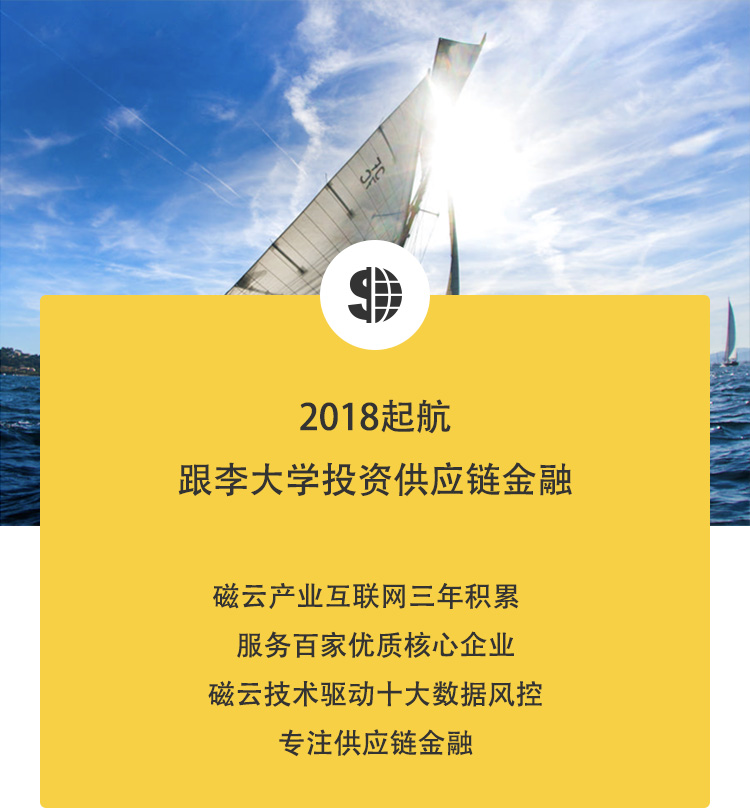 2018起航
跟李大学投资供应链金融
磁云产业互联网三年积累
服务百家优质核心企业
磁云技术驱动十大数据风控
专注供应链金融